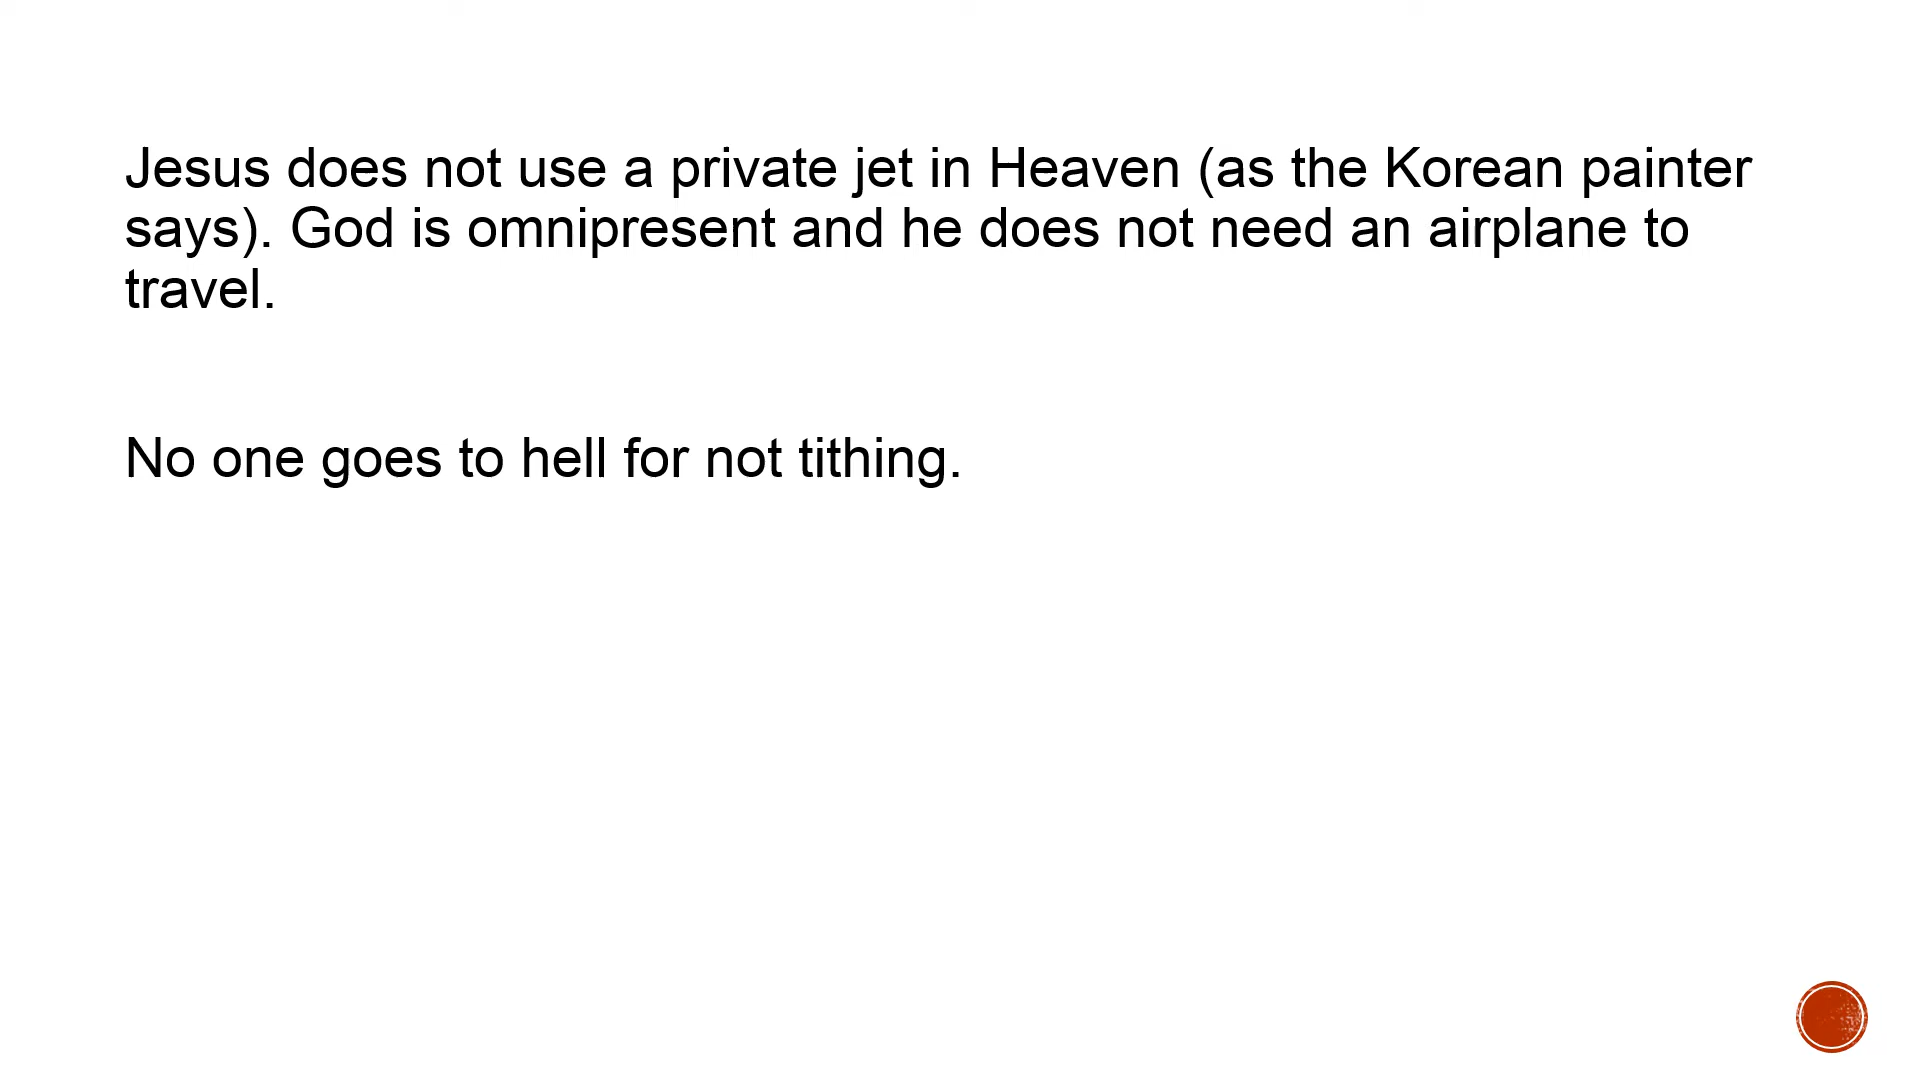 Jesus does not use a private jet in Heaven (as the Korean painter
says). God is omnipresent and he does not need an airplane to
travel.
No one goes to hell for not tithing.